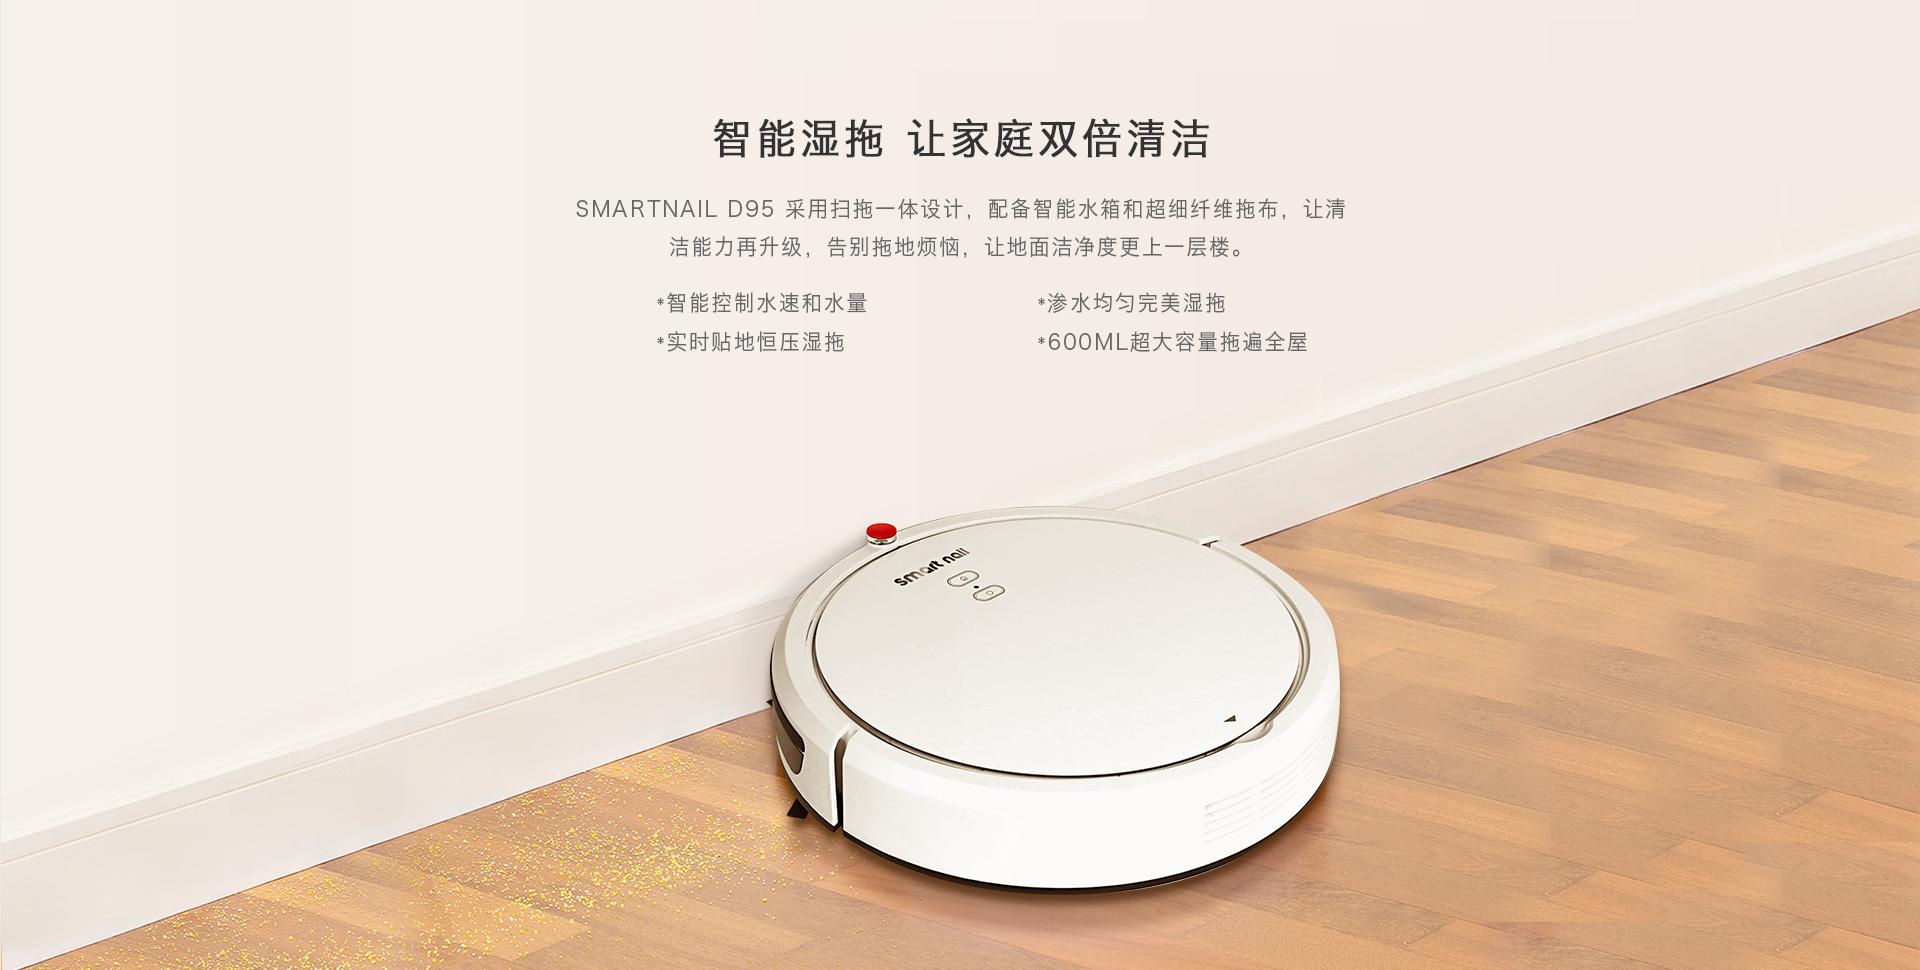 智能湿拖 让家庭双倍清洁
SMARTNAIL D95 采用扫拖一体设计，配备智能水箱和超细纤维拖布，让清
洁能力再升级，告别拖地烦恼，让地面洁净度更上一层楼。
*智能控制水速和水量
*渗水均匀完美湿拖
*实时贴地恒压湿拖
*600ML超大容量拖遍全屋
smart nail